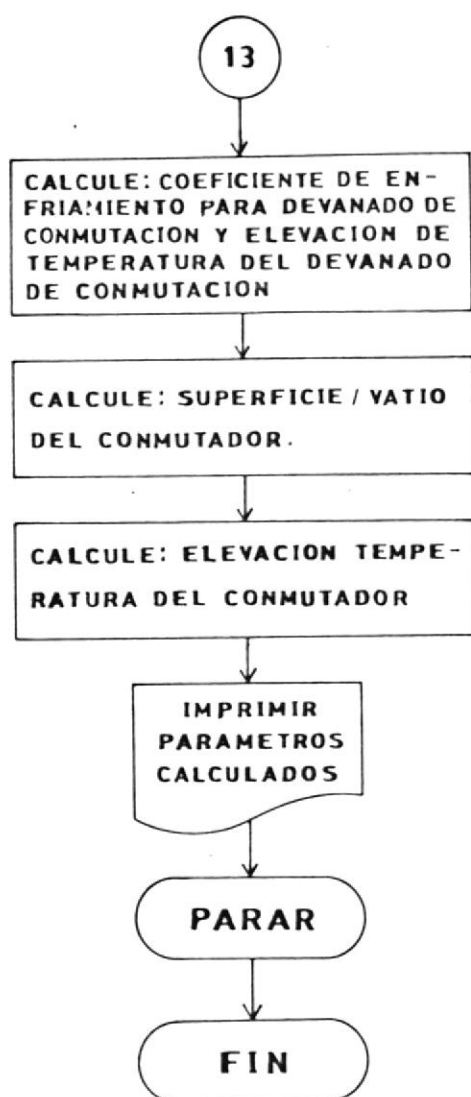 13
CALCULE: COEFICIENTE DE EN-
FRIAMIENTO PARA DEVANADO DE
CONMUTACION Y ELEVACION DE
TEMPERATURA DEL DEVANADO
DE CONMUTACION
CALCULE: SUPERFICIE / VATIO
DEL CONMUTADOR.
CALCULE: ELEVACION TEMPE-
RATURA DEL CONMUTADOR
IMPRIMIR
PARAMETROS
CALCULADOS
PARAR
FIN